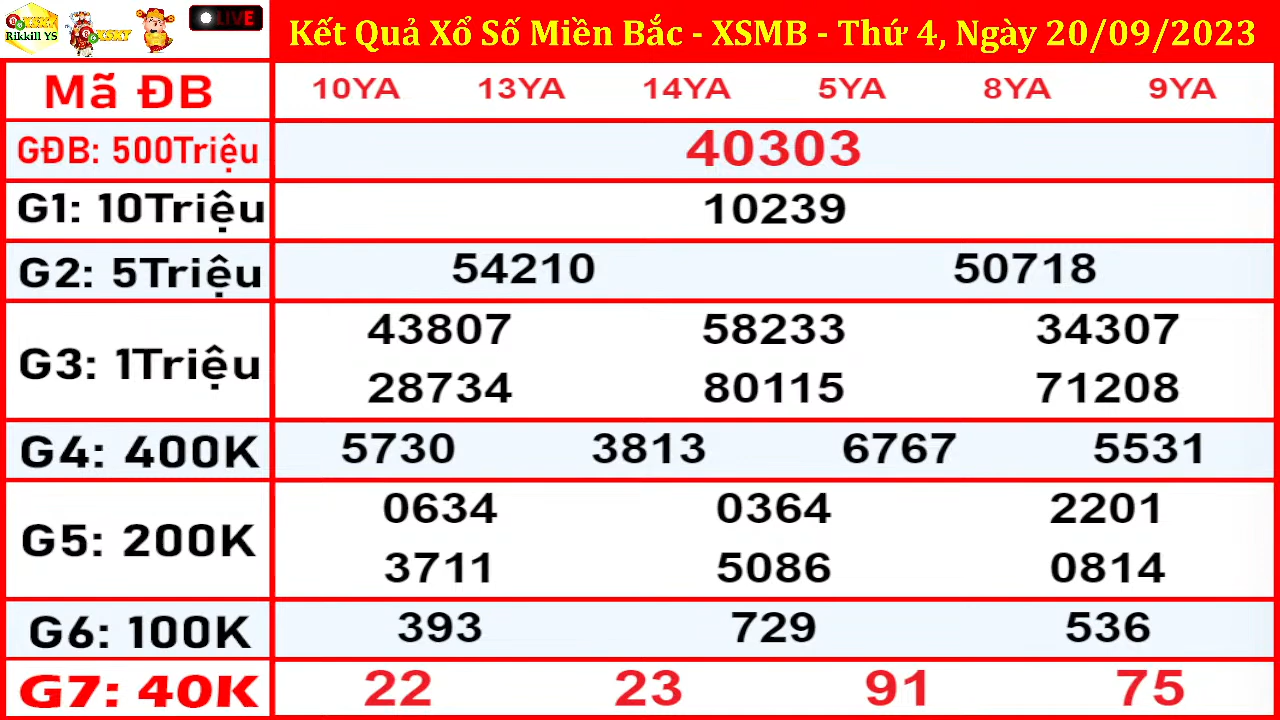 Rikkill YS
LIVE
Kết Quả Xổ Số Miền Bắc - XSMB - Thứ 4, Ngày 20/09/2023
Mã ĐB 10YA 13YA 14YA 5YA 8YA 9YA
GĐB: 500Triệu 40303
G1: 10Triệu 10239
G2: 5Triệu 54210 50718
G3: 1Triệu
43807 58233 34307
28734 80115 71208
G4: 400K 5730 3813 6767 5531
G5: 200K
0634 0364 2201
3711 5086 0814
G6: 100K 393 729 536
G7: 40K 22 23 91 75